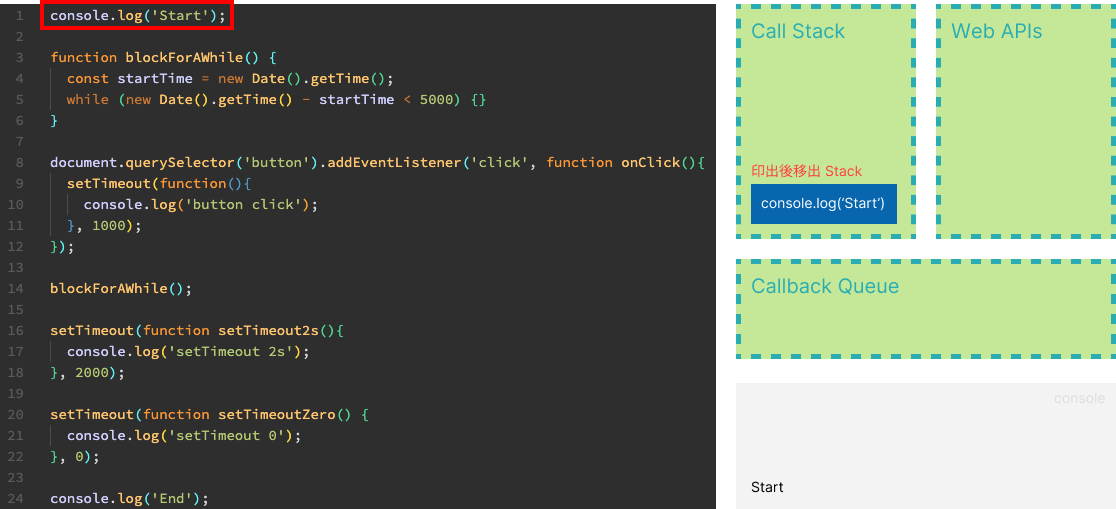 1 console.log('Start');
2
3 function blockForAWhile() {
4 const startTime = new Date().getTime();
5 while (new Date().getTime() - startTime < 5000) {}
6 }
7
8 document.querySelector('button').addEventListener('click', function onClick(){
9 setTimeout(function(){
10 console.log('button click');
11 }, 1000);
12 });
13
14 blockForAWhile();
15
16 setTimeout(function setTimeout2s(){
17 console.log('setTimeout 2s');
18 }, 2000);
19
20 setTimeout(function setTimeoutZero() {
21 console.log('setTimeout 0');
22 }, 0);
23
24 console.log('End');
Call Stack
印出後移出 Stack
console.log(‘Start’)
Web APIs
Callback Queue
console
Start